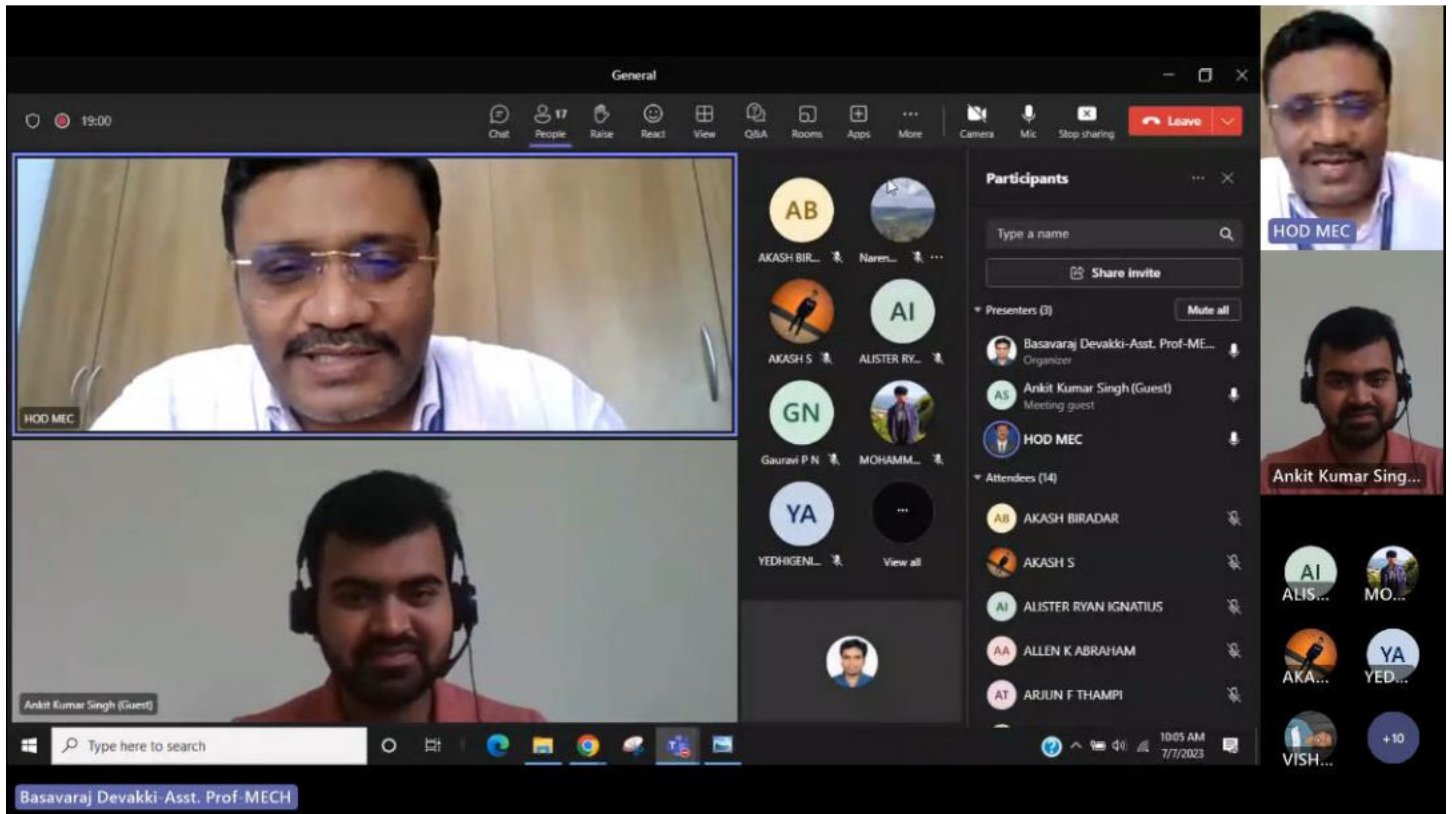 General
19:00
Chat
17
People
Raise
React
View
Q&A
Rooms
Apps
More
Camera
Mic
Stop sharing
Leave
HOD MEC
Ankit Kumar Singh (Guest)
AB
AKASH BIR...
Naren...
AKASH S
AI
ALISTER RY...
GN
Gauravi P N
MOHAMM...
YA
YEDHIGENI...
...
View all
Participants
Type a name
Share invite
Presenters (3)
Mute all
Basavaraj Devakki-Asst. Prof-ME...
Organizer
AS
Ankit Kumar Singh (Guest)
Meeting guest
HOD MEC
Attendees (14)
AB
AKASH BIRADAR
AKASH S
AI
ALISTER RYAN IGNATIUS
AA
ALLEN K ABRAHAM
AT
ARJUN F THAMPI
Type here to search
10:05 AM
7/7/2023
HOD MEC
Ankit Kumar Sing...
AI
ALIS...
MO...
AKA...
YA
YED...
VISH...
+10
Basavaraj Devakki-Asst. Prof-MECH